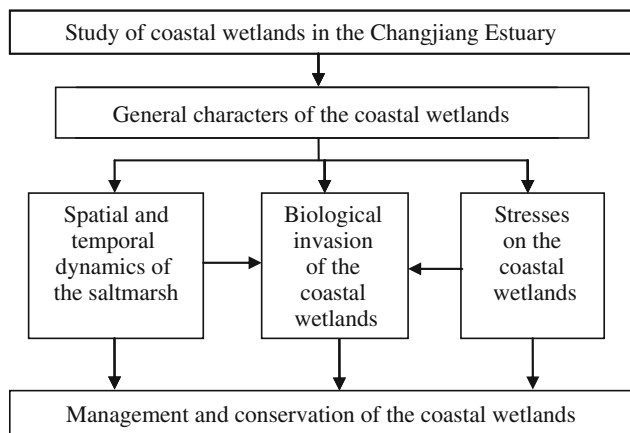 Study of coastal wetlands in the Changjiang Estuary
General characters of the coastal wetlands
Spatial and
temporal
dynamics of
the saltmarsh
Biological
invasion
of the
coastal
wetlands
Stresses
on the
coastal
wetlands
Management and conservation of the coastal wetlands